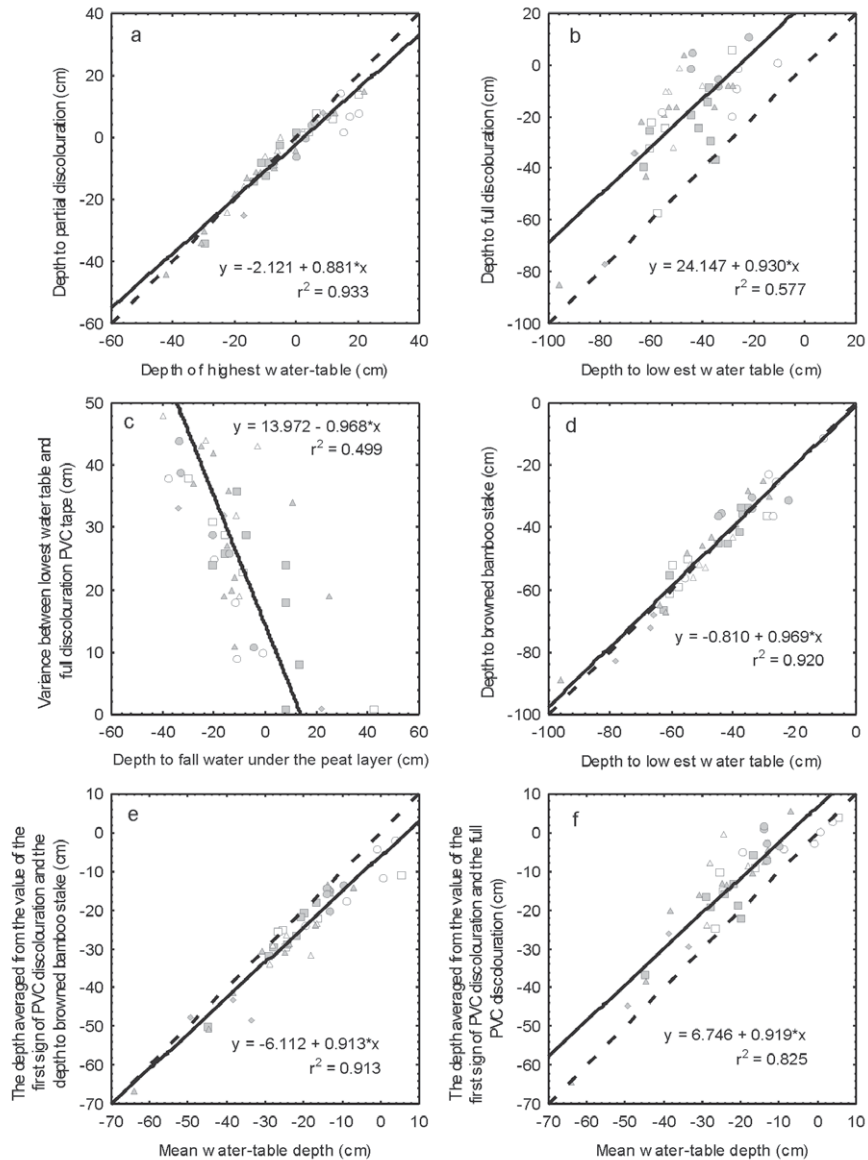 a
Depth to partial discolouration (cm)
40
20
0
-20
-40
-60
y = -2.121 + 0.881*x
r² = 0.933
-60 -40 -20 0 20 40
Depth of highest water-table (cm)
b
Depth to full discolouration (cm)
20
0
-20
-40
-60
-80
-100
y = 24.147 + 0.930*x
r² = 0.577
-100 -80 -60 -40 -20 0 20
Depth to lowest water table (cm)
c
Variance between lowest water table and
full discolouration PVC tape (cm)
50
40
30
20
10
0
y = 13.972 - 0.968*x
r² = 0.499
-60 -40 -20 0 20 40 60
Depth to fall water under the peat layer (cm)
d
Depth to browned bamboo stake (cm)
0
-20
-40
-60
-80
-100
y = -0.810 + 0.969*x
r² = 0.920
-100 -80 -60 -40 -20 0
Depth to lowest water table (cm)
e
The depth averaged from the value of the
first sign of PVC discolouration and the
depth to browned bamboo stake (cm)
10
0
-10
-20
-30
-40
-50
-60
-70
y = -6.112 + 0.913*x
r² = 0.913
-70 -60 -50 -40 -30 -20 -10 0 10
Mean water-table depth (cm)
f
The depth averaged from the value of the
first sign of PVC discolouration and the full
PVC discolouration (cm)
10
0
-10
-20
-30
-40
-50
-60
-70
y = 6.746 + 0.919*x
r² = 0.825
-70 -60 -50 -40 -30 -20 -10 0 10
Mean water-table depth (cm)